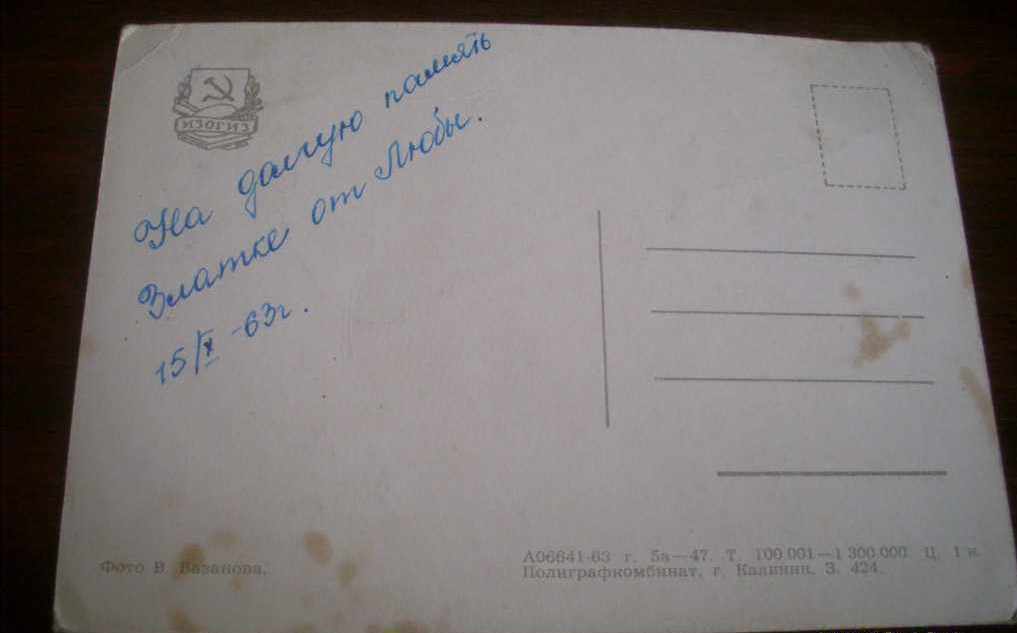 ИЗОГИЗ
На долгую память
Златке от Любы.
15/X -63г.
Фото В. Вазанова.
А06641-63 г. 5а—47. Т. 100.001—1.300.000. Ц. 1 к.
Полиграфкомбинат, г. Калинин. З. 424.